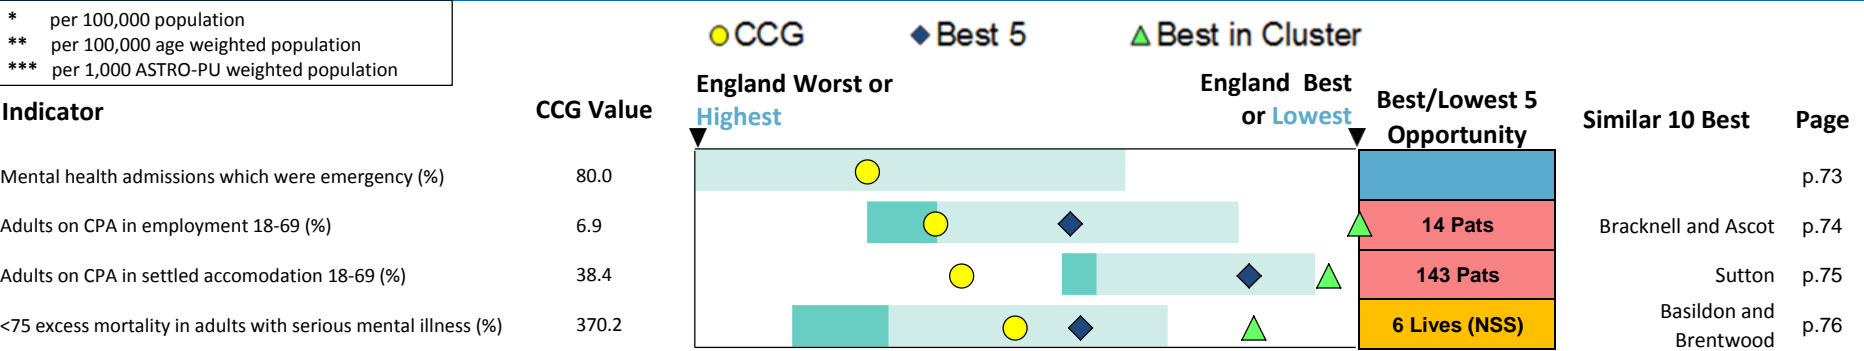 * per 100,000 population
** per 100,000 age weighted population
*** per 1,000 ASTRO-PU weighted population
CCG Best 5 Best in Cluster
Indicator
CCG Value
England Worst or
Highest
England Best
or Lowest
Best/Lowest 5
Opportunity
Similar 10 Best
Page
Mental health admissions which were emergency (%) 80.0 p.73
Adults on CPA in employment 18-69 (%) 6.9 14 Pats Bracknell and Ascot p.74
Adults on CPA in settled accomodation 18-69 (%) 38.4 143 Pats Sutton p.75
<75 excess mortality in adults with serious mental illness (%) 370.2 6 Lives (NSS) Basildon and
Brentwood p.76